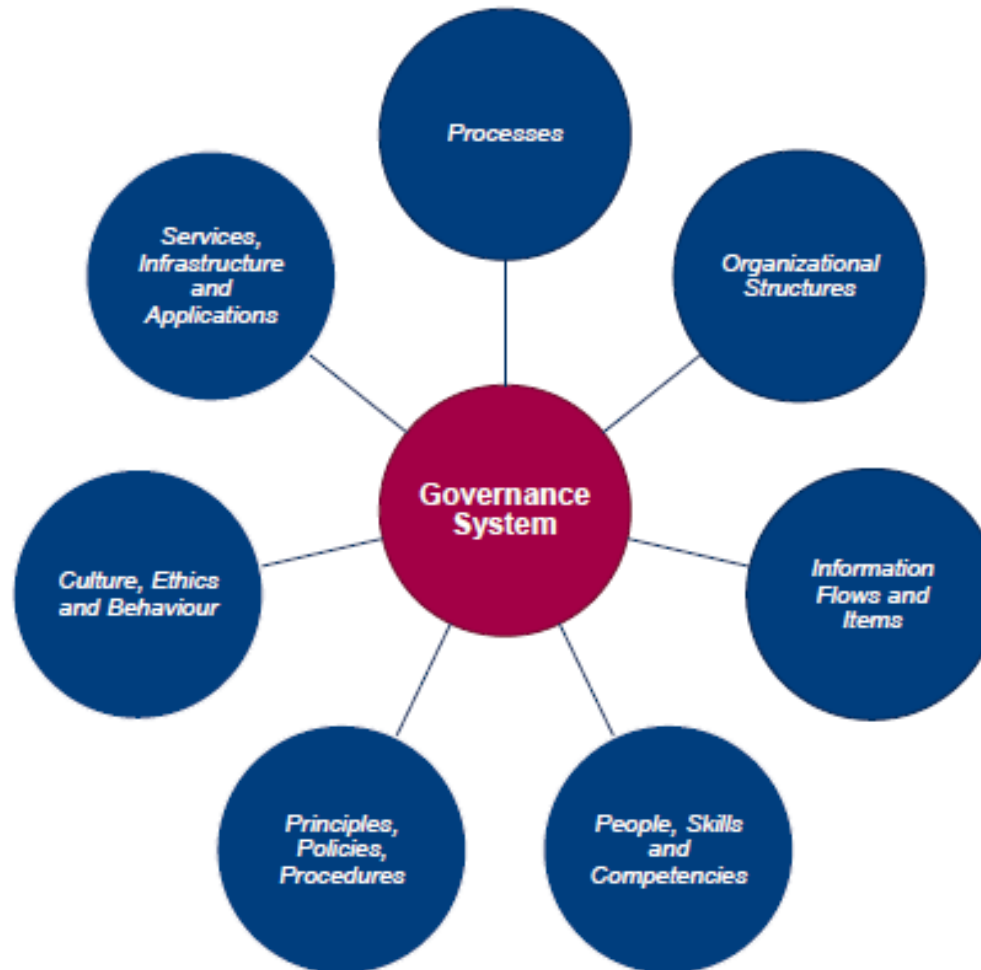 Processes
Services,
Infrastructure
and
Applications
Organizational
Structures
Governance
System
Culture, Ethics
and Behaviour
Information
Flows and
Items
Principles,
Policies,
Procedures
People, Skills
and
Competencies